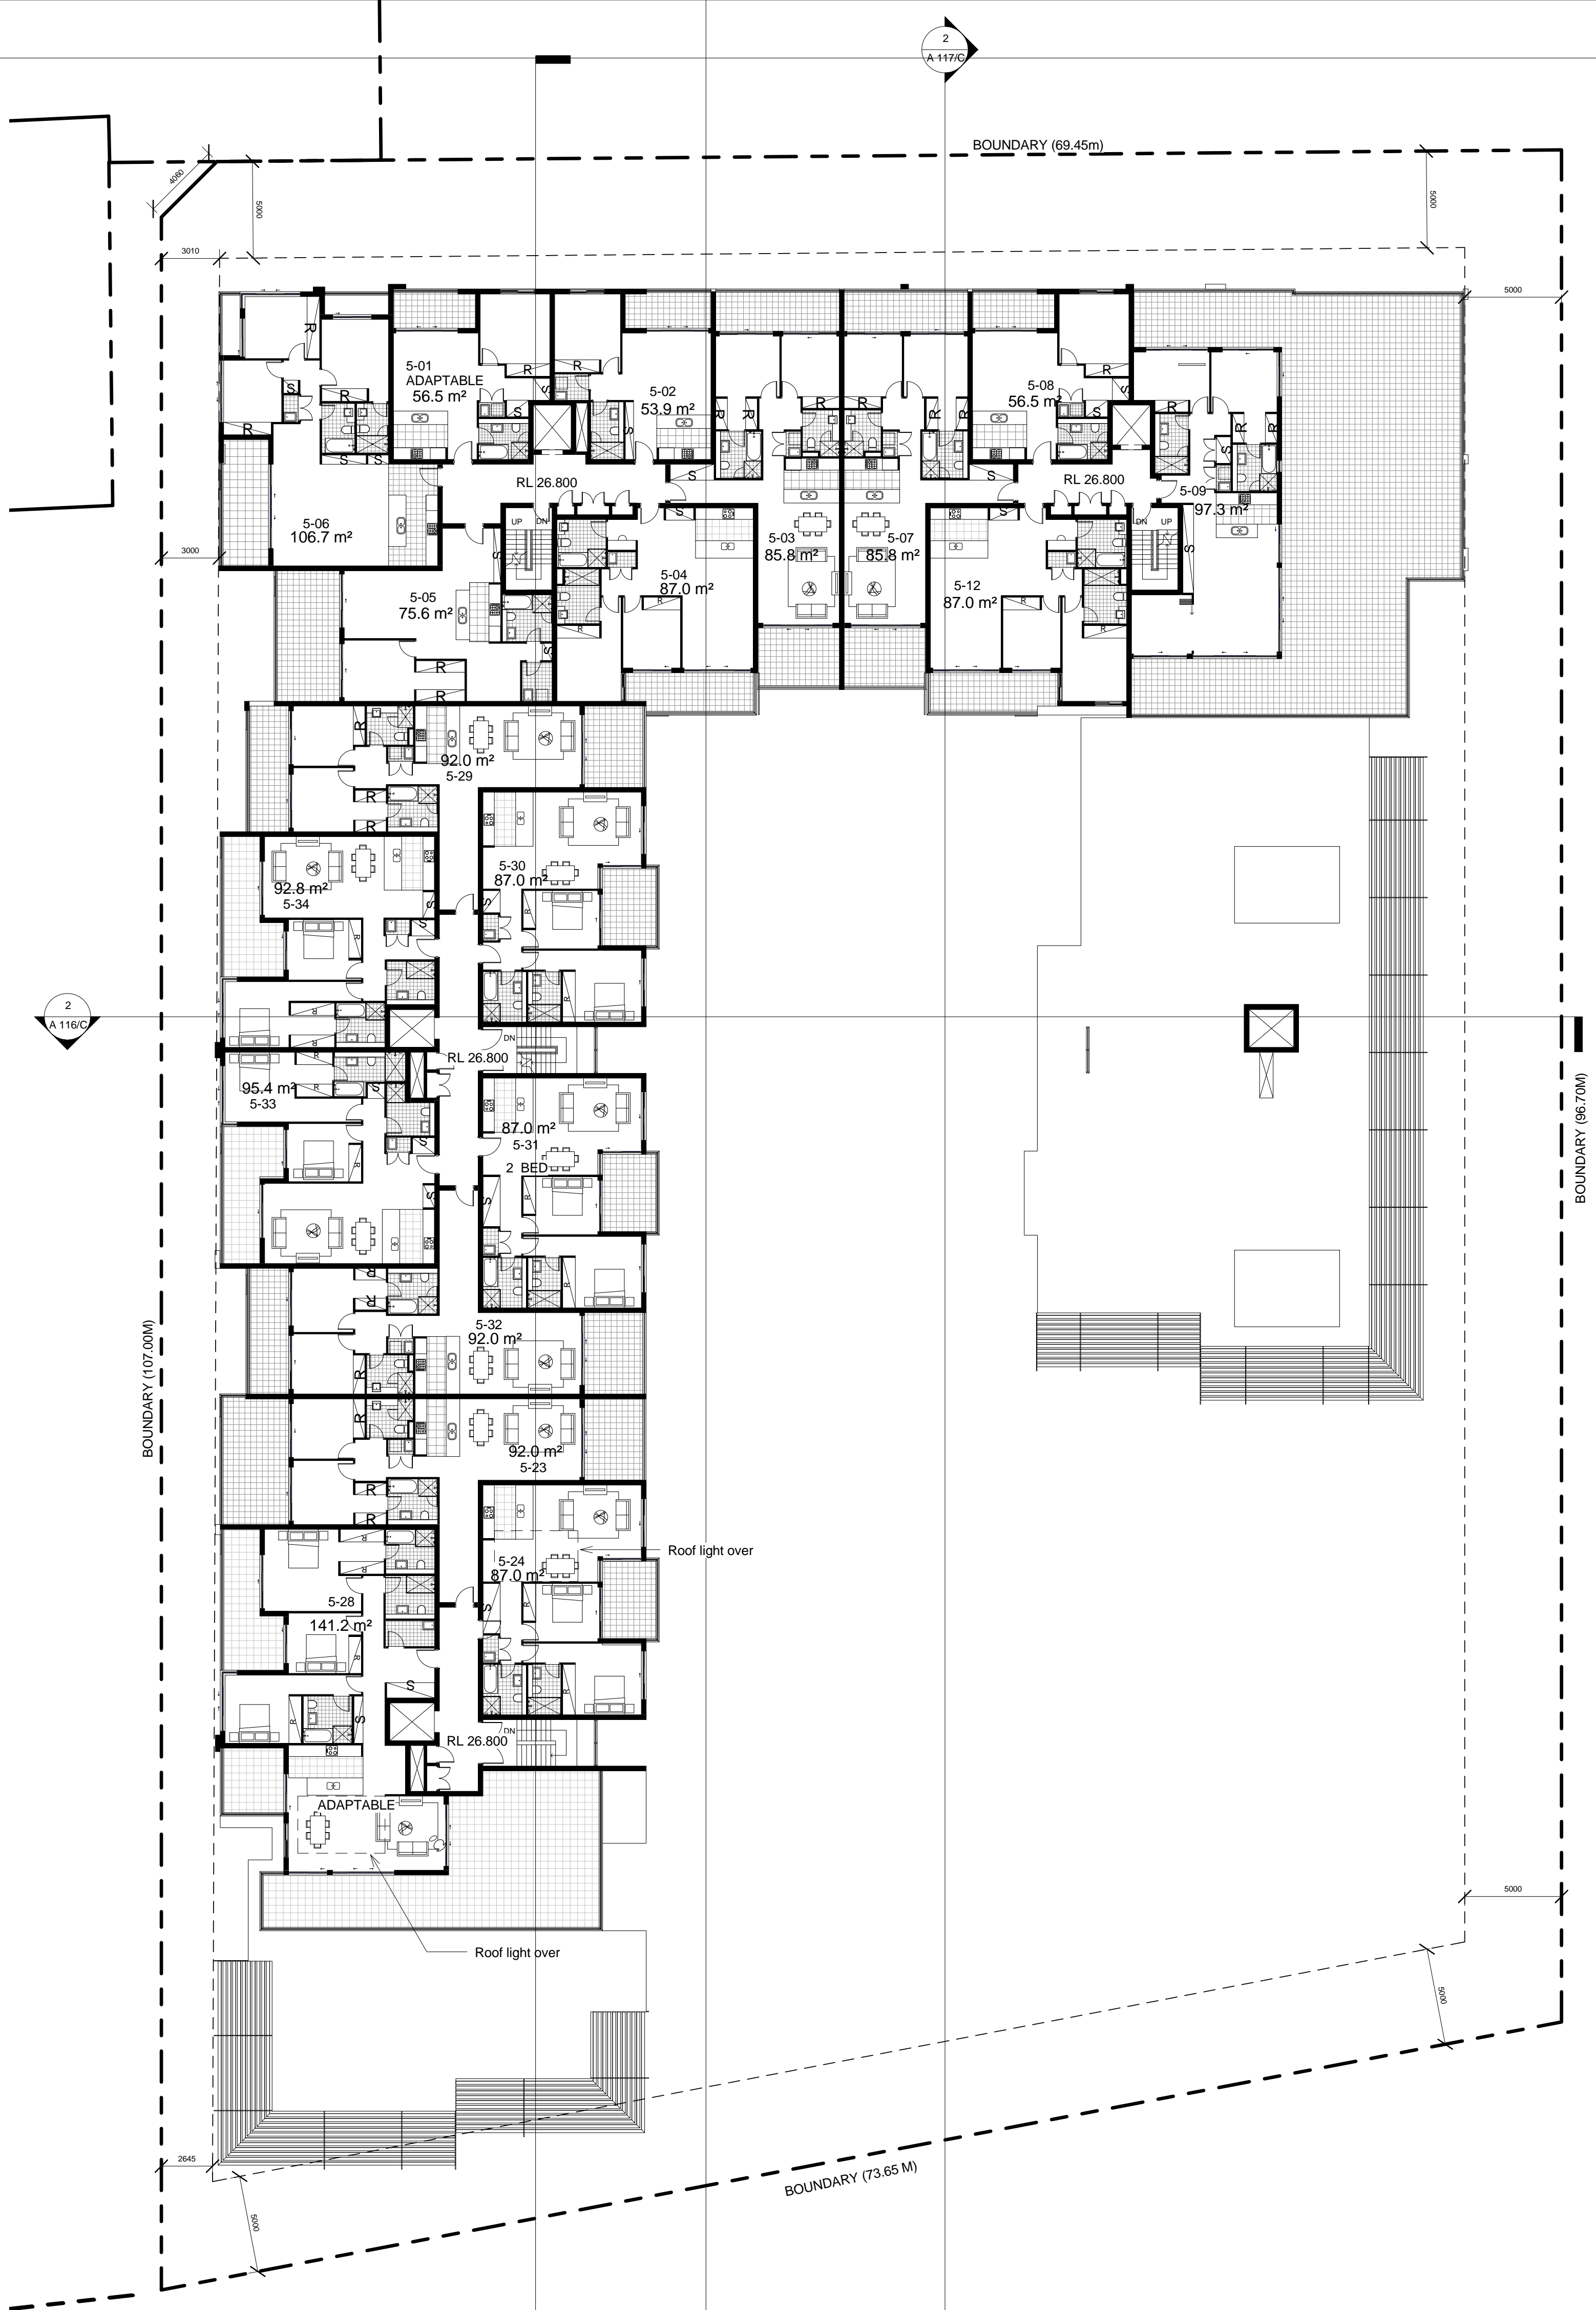 2
A 117/C
BOUNDARY (69.45m)
4060
5000
5000
3010
5000
R
5-01
ADAPTABLE
56.5 m²
R
S
S
R
5-02
53.9 m²
S
R
R
R
R
R
R
5-08
56.5 m²
R
S
S
R
R
R
S
S
R
R
S
S
S
S
RL 26.800
RL 26.800
5-09
97.3 m²
5-06
106.7 m²
UP
DN
S
S
S
DN
UP
S
5-03
85.8 m²
5-07
85.8 m²
3000
5-04
87.0 m²
5-12
87.0 m²
5-05
75.6 m²
R
R
R
R
S
R
R
R
R
92.0 m²
5-29
R
R
5-30
87.0 m²
92.8 m²
5-34
S
S
R
S
R
R
R
R
2
A 116/C
DN
RL 26.800
R
R
95.4 m²
5-33
S
S
R
S
87.0 m²
5-31
2 BED
R
S
R
BOUNDARY (96.70M)
R
R
5-32
92.0 m²
R
BOUNDARY (107.00M)
R
92.0 m²
5-23
R
R
R
R
5-24
87.0 m²
Roof light over
S
R
R
5-28
141.2 m²
R
S
R
S
DN
RL 26.800
ADAPTABLE
5000
Roof light over
5000
2645
BOUNDARY (73.65 M)
5000